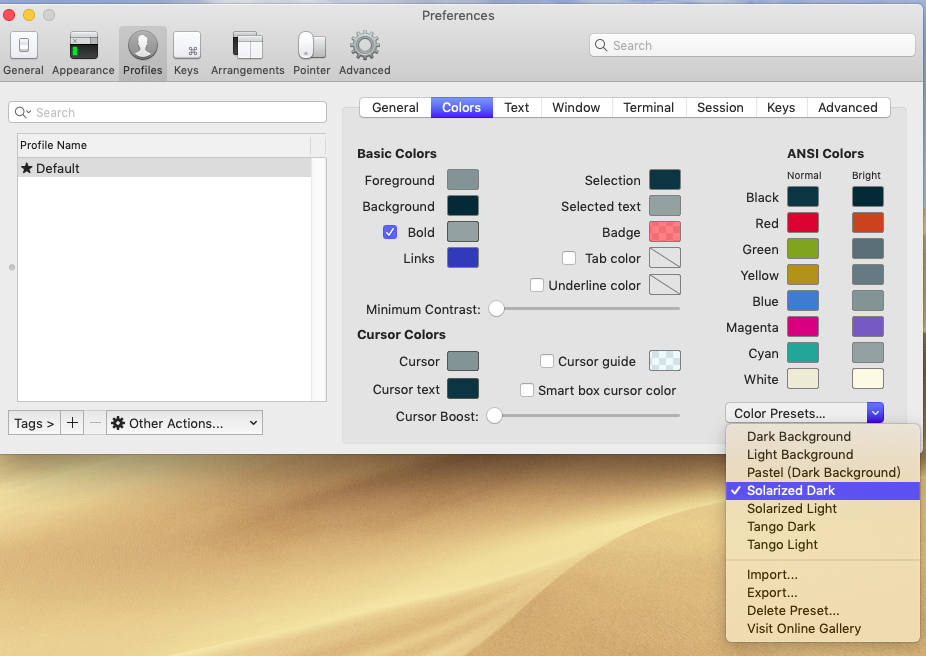 Preferences
General Appearance Profiles Keys Arrangements Pointer Advanced
Search
Search
Profile Name
★ Default
Tags >
+
−
Other Actions...
General Colors Text Window Terminal Session Keys Advanced
Basic Colors
Foreground
Background
Bold
Links
Selection
Selected text
Badge
Tab color
Underline color
Minimum Contrast:
Cursor Colors
Cursor
Cursor text
Cursor guide
Smart box cursor color
Cursor Boost:
ANSI Colors
Normal Bright
Black
Red
Green
Yellow
Blue
Magenta
Cyan
White
Color Presets...
Dark Background
Light Background
Pastel (Dark Background)
✓ Solarized Dark
Solarized Light
Tango Dark
Tango Light
Import...
Export...
Delete Preset...
Visit Online Gallery